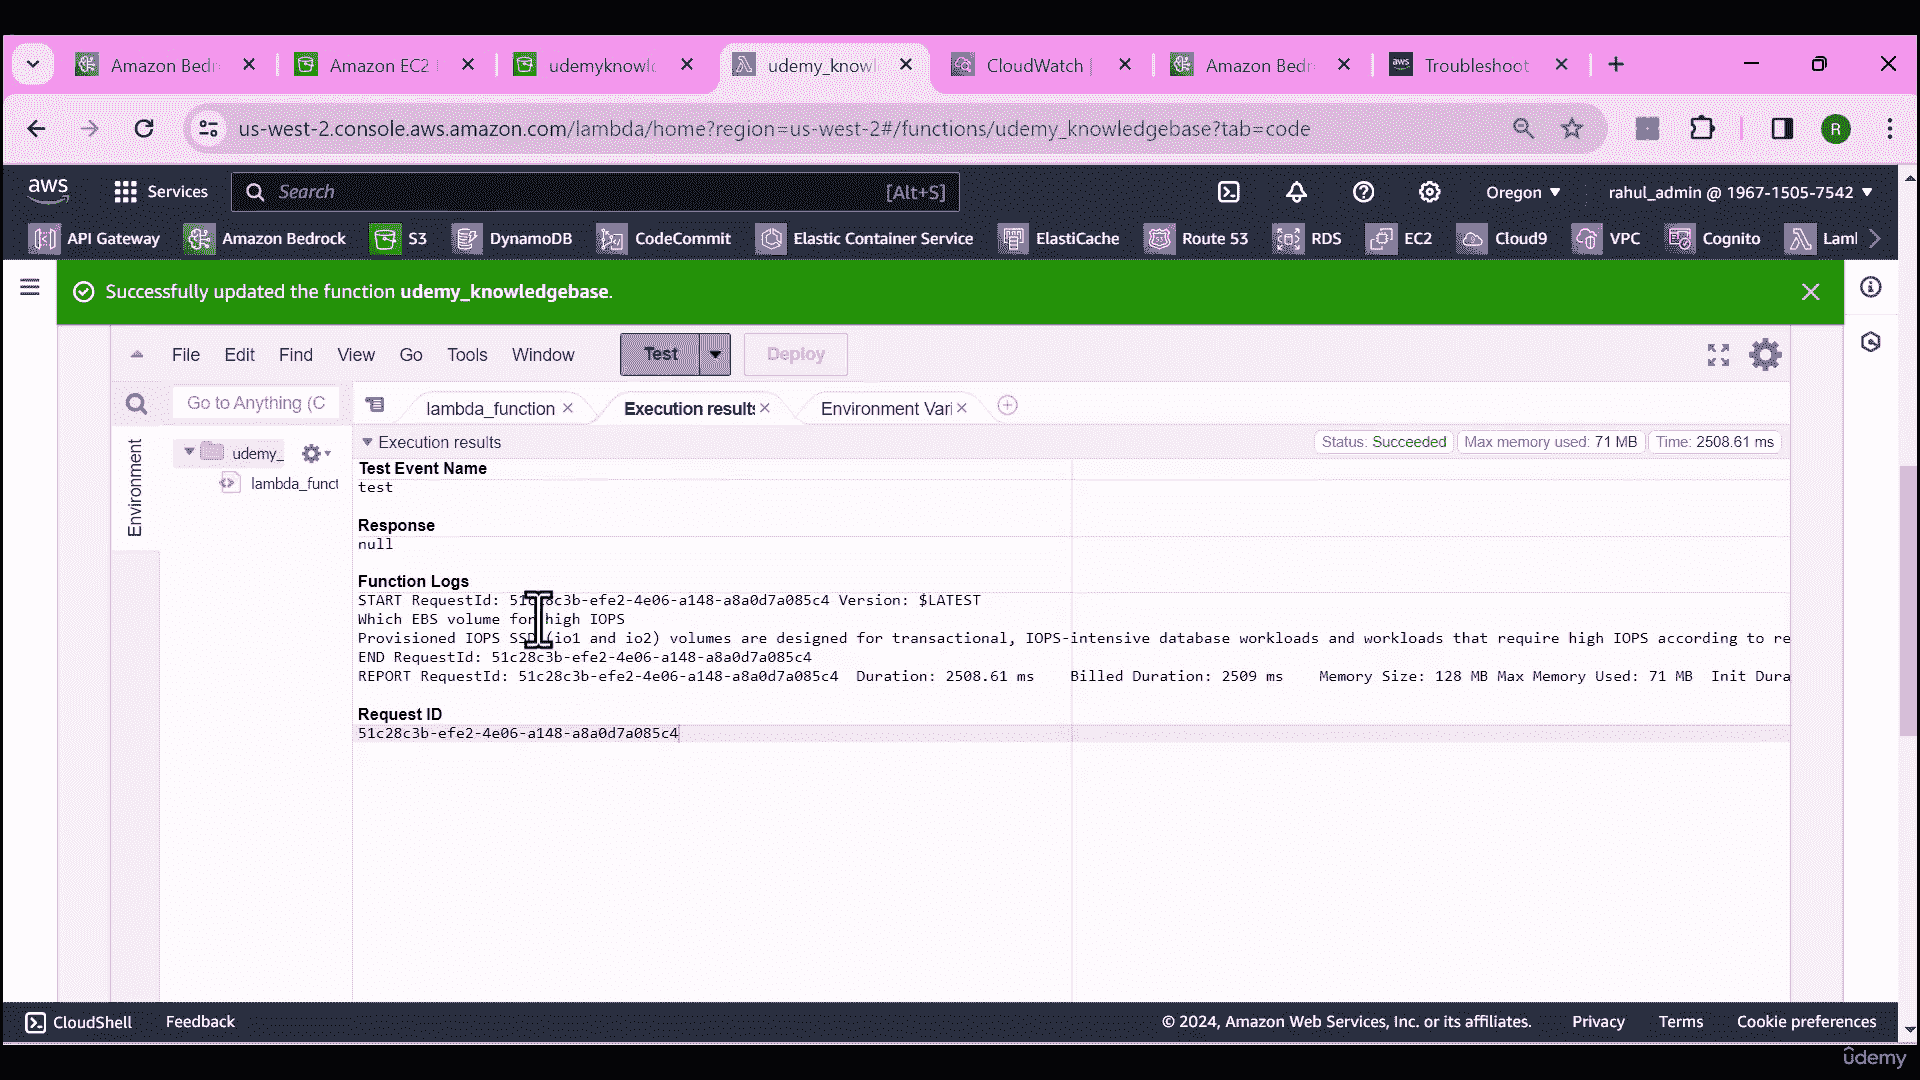 Amazon Bedr
Amazon EC2
udemyknowl
udemy_knowl
CloudWatch |
Amazon Bedr
Troubleshoot
us-west-2.console.aws.amazon.com/lambda/home?region=us-west-2#/functions/udemy_knowledgebase?tab=code
R
aws
Services
Search
[Alt+S]
Oregon
rahul_admin @ 1967-1505-7542
API Gateway
Amazon Bedrock
S3
DynamoDB
CodeCommit
Elastic Container Service
ElastiCache
Route 53
RDS
EC2
Cloud9
VPC
Cognito
Laml
Successfully updated the function udemy_knowledgebase.
File Edit Find View Go Tools Window
Test
Deploy
Go to Anything (C
lambda_function
Execution results
Environment Vari
Environment
udemy_
lambda_funct
Execution results
Status: Succeeded
Max memory used: 71 MB
Time: 2508.61 ms
Test Event Name
test
Response
null
Function Logs
START RequestId: 51c28c3b-efe2-4e06-a148-a8a0d7a085c4 Version: $LATEST
Which EBS volume for high IOPS
Provisioned IOPS SSD (io1 and io2) volumes are designed for transactional, IOPS-intensive database workloads and workloads that require high IOPS according to re
END RequestId: 51c28c3b-efe2-4e06-a148-a8a0d7a085c4
REPORT RequestId: 51c28c3b-efe2-4e06-a148-a8a0d7a085c4 Duration: 2508.61 ms Billed Duration: 2509 ms Memory Size: 128 MB Max Memory Used: 71 MB Init Dura
Request ID
51c28c3b-efe2-4e06-a148-a8a0d7a085c4
CloudShell
Feedback
© 2024, Amazon Web Services, Inc. or its affiliates.
Privacy
Terms
Cookie preferences
ûdemy